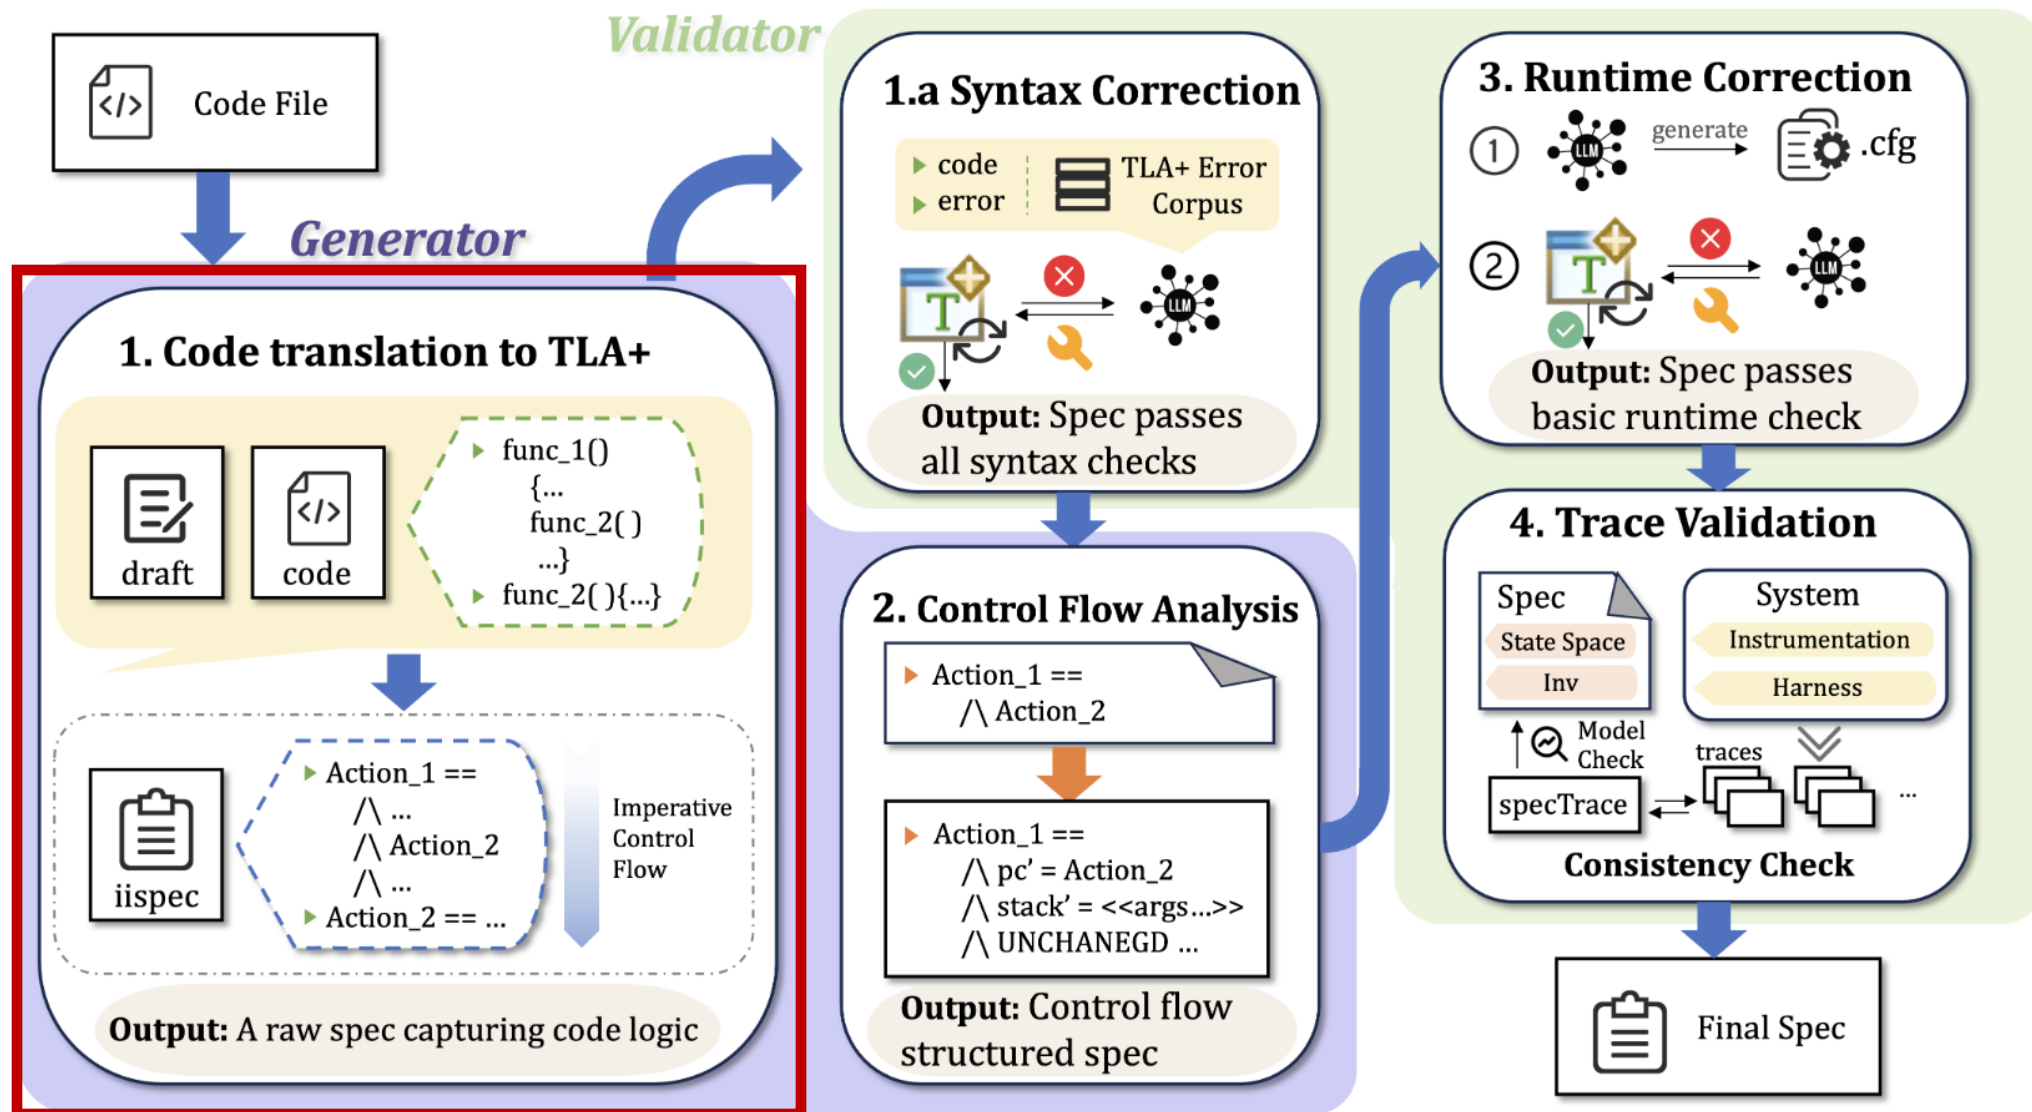 Code File
Generator
1. Code translation to TLA+
draft
code
func_1()
{...
func_2( )
...}
func_2( ){...}
iispec
Action_1 ==
/\ ...
/\ Action_2
/\ ...
Action_2 == ...
Imperative
Control
Flow
Output: A raw spec capturing code logic
Validator
1.a Syntax Correction
code
error
TLA+ Error
Corpus
T
LLM
Output: Spec passes
all syntax checks
2. Control Flow Analysis
Action_1 ==
/\ Action_2
Action_1 ==
/\ pc’ = Action_2
/\ stack’ = <<args...>>
/\ UNCHANEGD ...
Output: Control flow
structured spec
3. Runtime Correction
1
LLM
generate
.cfg
2
T
LLM
Output: Spec passes
basic runtime check
4. Trace Validation
Spec
State Space
Inv
System
Instrumentation
Harness
Model
Check
traces
specTrace
...
Consistency Check
Final Spec